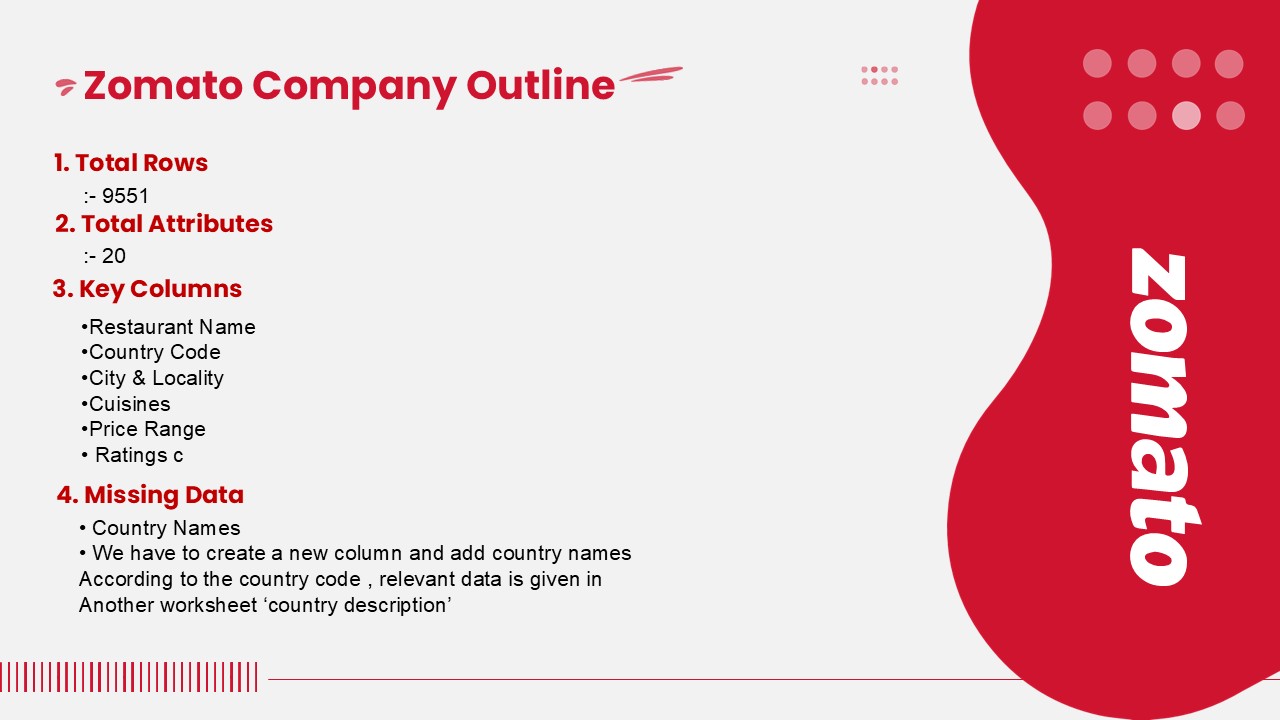 Zomato Company Outline
1. Total Rows
:- 9551
2. Total Attributes
:- 20
3. Key Columns
•Restaurant Name
•Country Code
•City & Locality
•Cuisines
•Price Range
• Ratings c
4. Missing Data
• Country Names
• We have to create a new column and add country names
According to the country code , relevant data is given in
Another worksheet ‘country description’
zomato